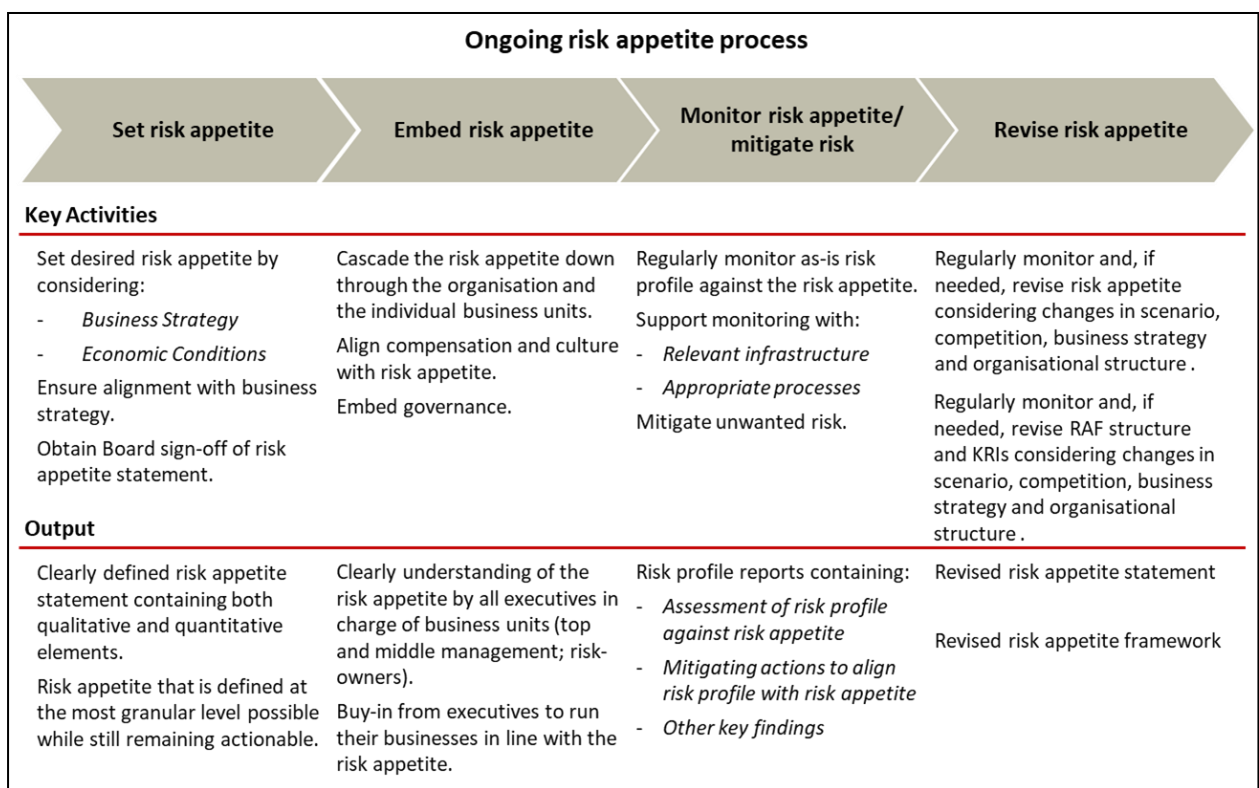 Ongoing risk appetite process
Set risk appetite
Embed risk appetite
Monitor risk appetite/
mitigate risk
Revise risk appetite
Key Activities
Set desired risk appetite by
considering:
- Business Strategy
- Economic Conditions
Ensure alignment with business
strategy.
Obtain Board sign-off of risk
appetite statement.
Cascade the risk appetite down
through the organisation and
the individual business units.
Align compensation and culture
with risk appetite.
Embed governance.
Regularly monitor as-is risk
profile against the risk appetite.
Support monitoring with:
- Relevant infrastructure
- Appropriate processes
Mitigate unwanted risk.
Regularly monitor and, if
needed, revise risk appetite
considering changes in scenario,
competition, business strategy
and organisational structure .
Regularly monitor and, if
needed, revise RAF structure
and KRIs considering changes in
scenario, competition, business
strategy and organisational
structure .
Output
Clearly defined risk appetite
statement containing both
qualitative and quantitative
elements.
Risk appetite that is defined at
the most granular level possible
while still remaining actionable.
Clearly understanding of the
risk appetite by all executives in
charge of business units (top
and middle management; risk-
owners).
Buy-in from executives to run
their businesses in line with the
risk appetite.
Risk profile reports containing:
- Assessment of risk profile
against risk appetite
- Mitigating actions to align
risk profile with risk appetite
- Other key findings
Revised risk appetite statement
Revised risk appetite framework